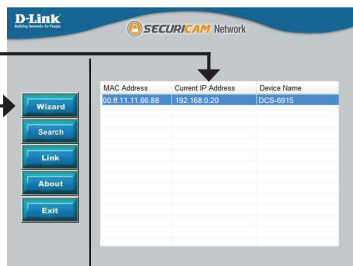 D-Link
Building Networks for People
SECURICAM Network
MAC Address Current IP Address Device Name
00.ff.11.11.66.88 192.168.0.20 DCS-6915
Wizard
Search
Link
About
Exit